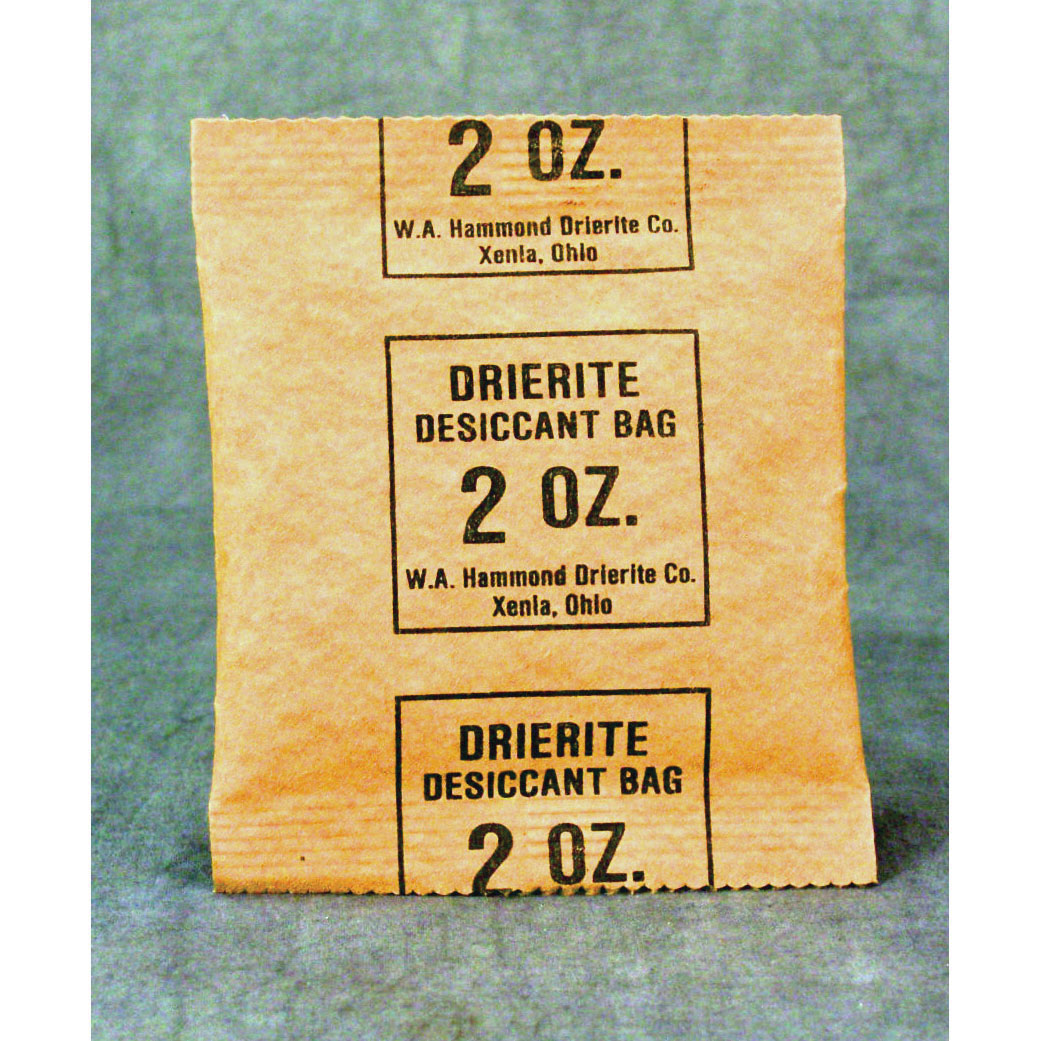 2 OZ.
W.A. Hammond Drierite Co.
Xenia, Ohio
DRIERITE
DESICCANT BAG
2 OZ.
W.A. Hammond Drierite Co.
Xenia, Ohio
DRIERITE
DESICCANT BAG
2 OZ.